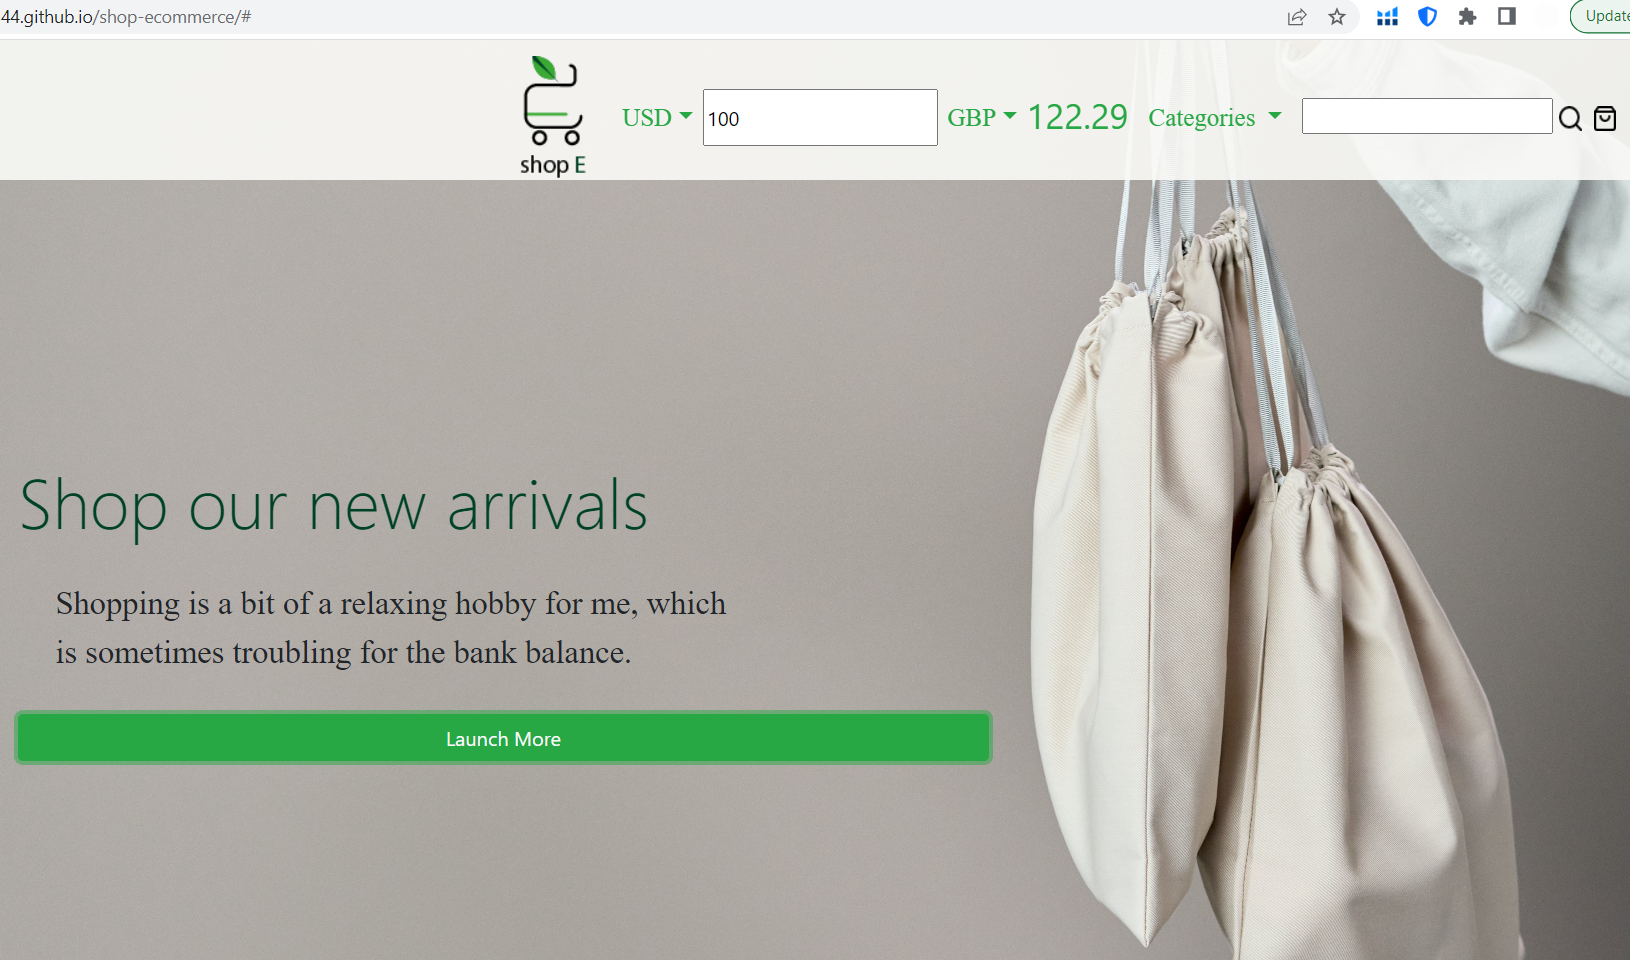 44.github.io/shop-ecommerce/#
Update
shop E
USD 100 GBP 122.29 Categories
Shop our new arrivals
Shopping is a bit of a relaxing hobby for me, which
is sometimes troubling for the bank balance.
Launch More